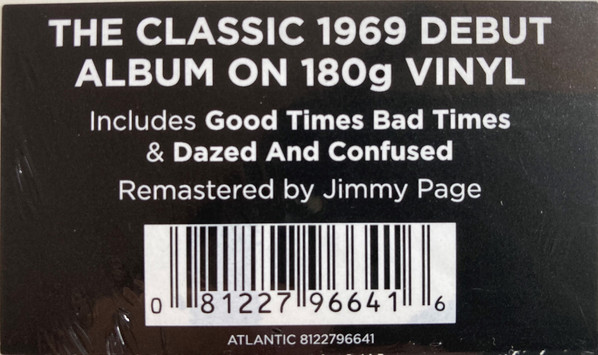 THE CLASSIC 1969 DEBUT
ALBUM ON 180g VINYL
Includes Good Times Bad Times
& Dazed And Confused
Remastered by Jimmy Page
0 81227 96641 6
ATLANTIC 8122796641